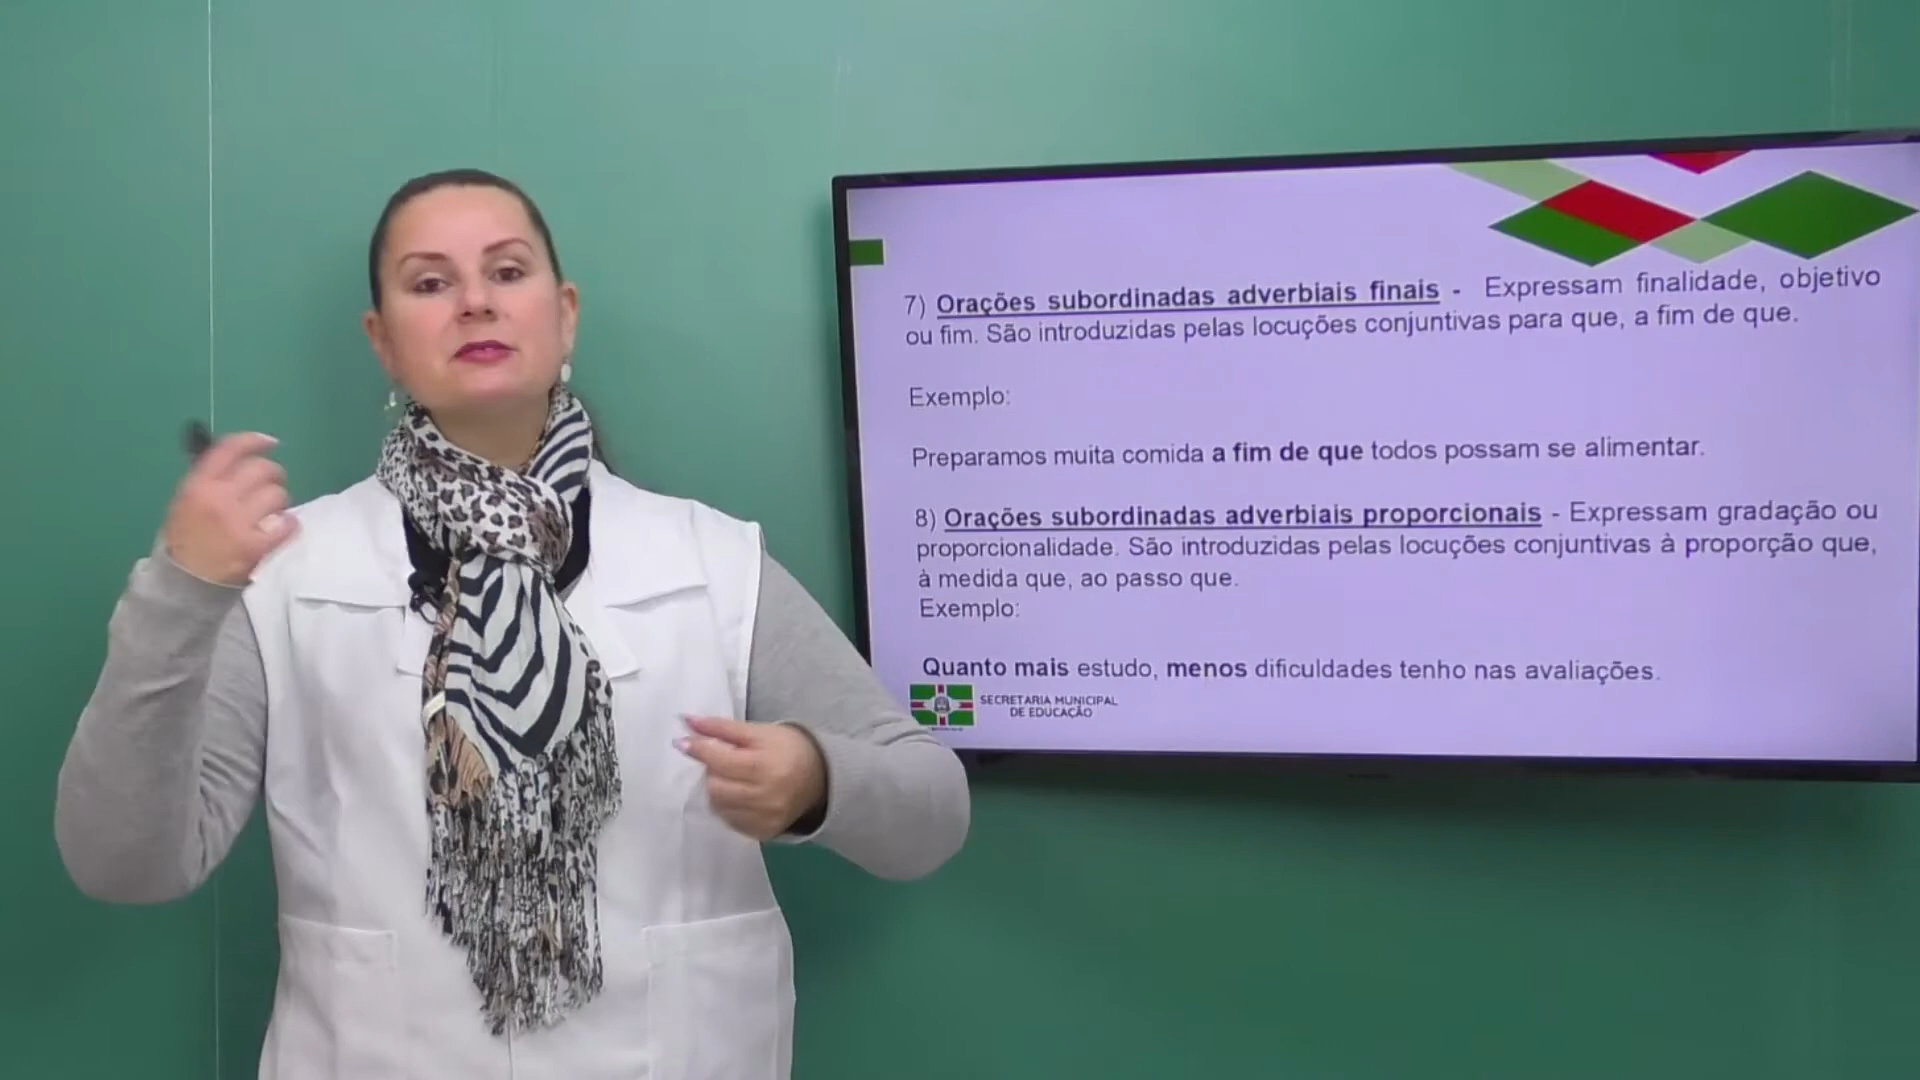 7) Orações subordinadas adverbiais finais - Expressam finalidade, objetivo
ou fim. São introduzidas pelas locuções conjuntivas para que, a fim de que.
Exemplo:
Preparamos muita comida a fim de que todos possam se alimentar.
8) Orações subordinadas adverbiais proporcionais - Expressam gradação ou
proporcionalidade. São introduzidas pelas locuções conjuntivas à proporção que,
à medida que, ao passo que.
Exemplo:
Quanto mais estudo, menos dificuldades tenho nas avaliações.
SECRETARIA MUNICIPAL
DE EDUCAÇÃO